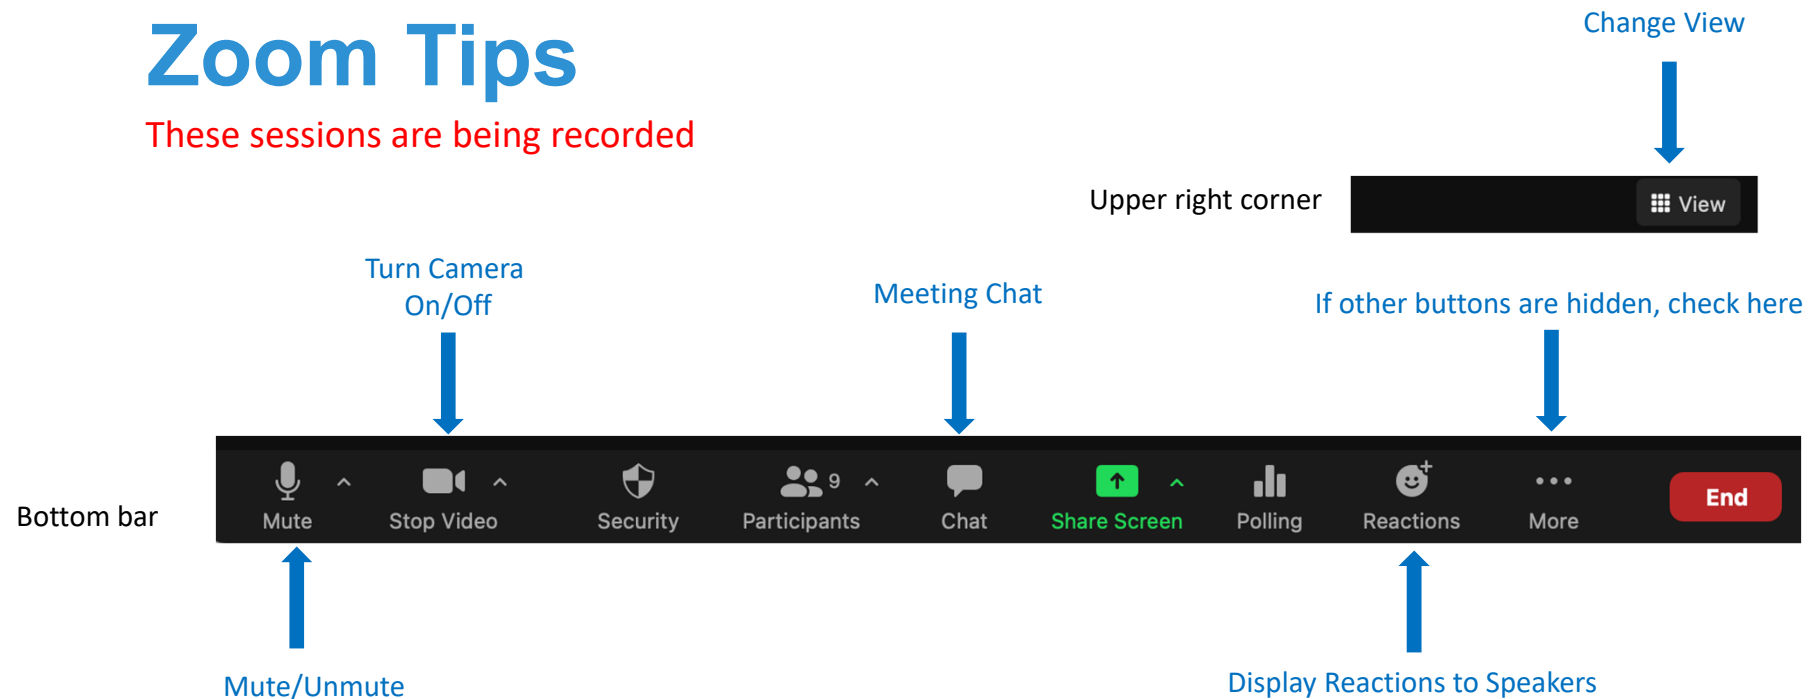 Zoom Tips
These sessions are being recorded
Change View
Upper right corner
View
Turn Camera
On/Off
Meeting Chat
If other buttons are hidden, check here
Bottom bar
Mute
Stop Video
Security
9
Participants
Chat
Share Screen
Polling
Reactions
More
End
Mute/Unmute
Display Reactions to Speakers